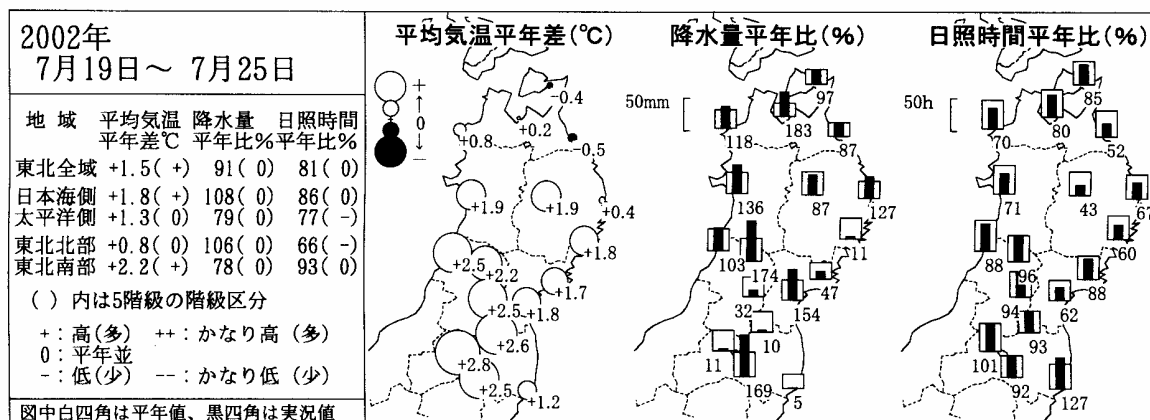 2002年
7月19日～ 7月25日
地 域 平均気温 降水量 日照時間
平年差℃ 平年比% 平年比%
東北全域 +1.5( +) 91( 0) 81( 0)
日本海側 +1.8( +) 108( 0) 86( 0)
太平洋側 +1.3( 0) 79( 0) 77( -)
東北北部 +0.8( 0) 106( 0) 66( -)
東北南部 +2.2( +) 78( 0) 93( 0)
( ) 内は5階級の階級区分
+：高(多) ++：かなり高 (多)
0：平年並
-：低(少) --：かなり低 (少)
図中白四角は平年値、黒四角は実況値
平均気温平年差(℃)
+
↑
0
↓
-
-0.4
+0.2
+0.8
-0.5
+1.9
+1.9
+0.4
+1.8
+2.5
+2.2
+1.7
+2.5
+1.8
+2.6
+2.8
+2.5
+1.2
降水量平年比(%)
50mm
97
183
118
87
136
87
127
11
103
174
47
32
154
10
11
169
5
日照時間平年比(%)
50h
85
80
70
52
71
43
67
60
88
96
88
94
62
93
101
92
127